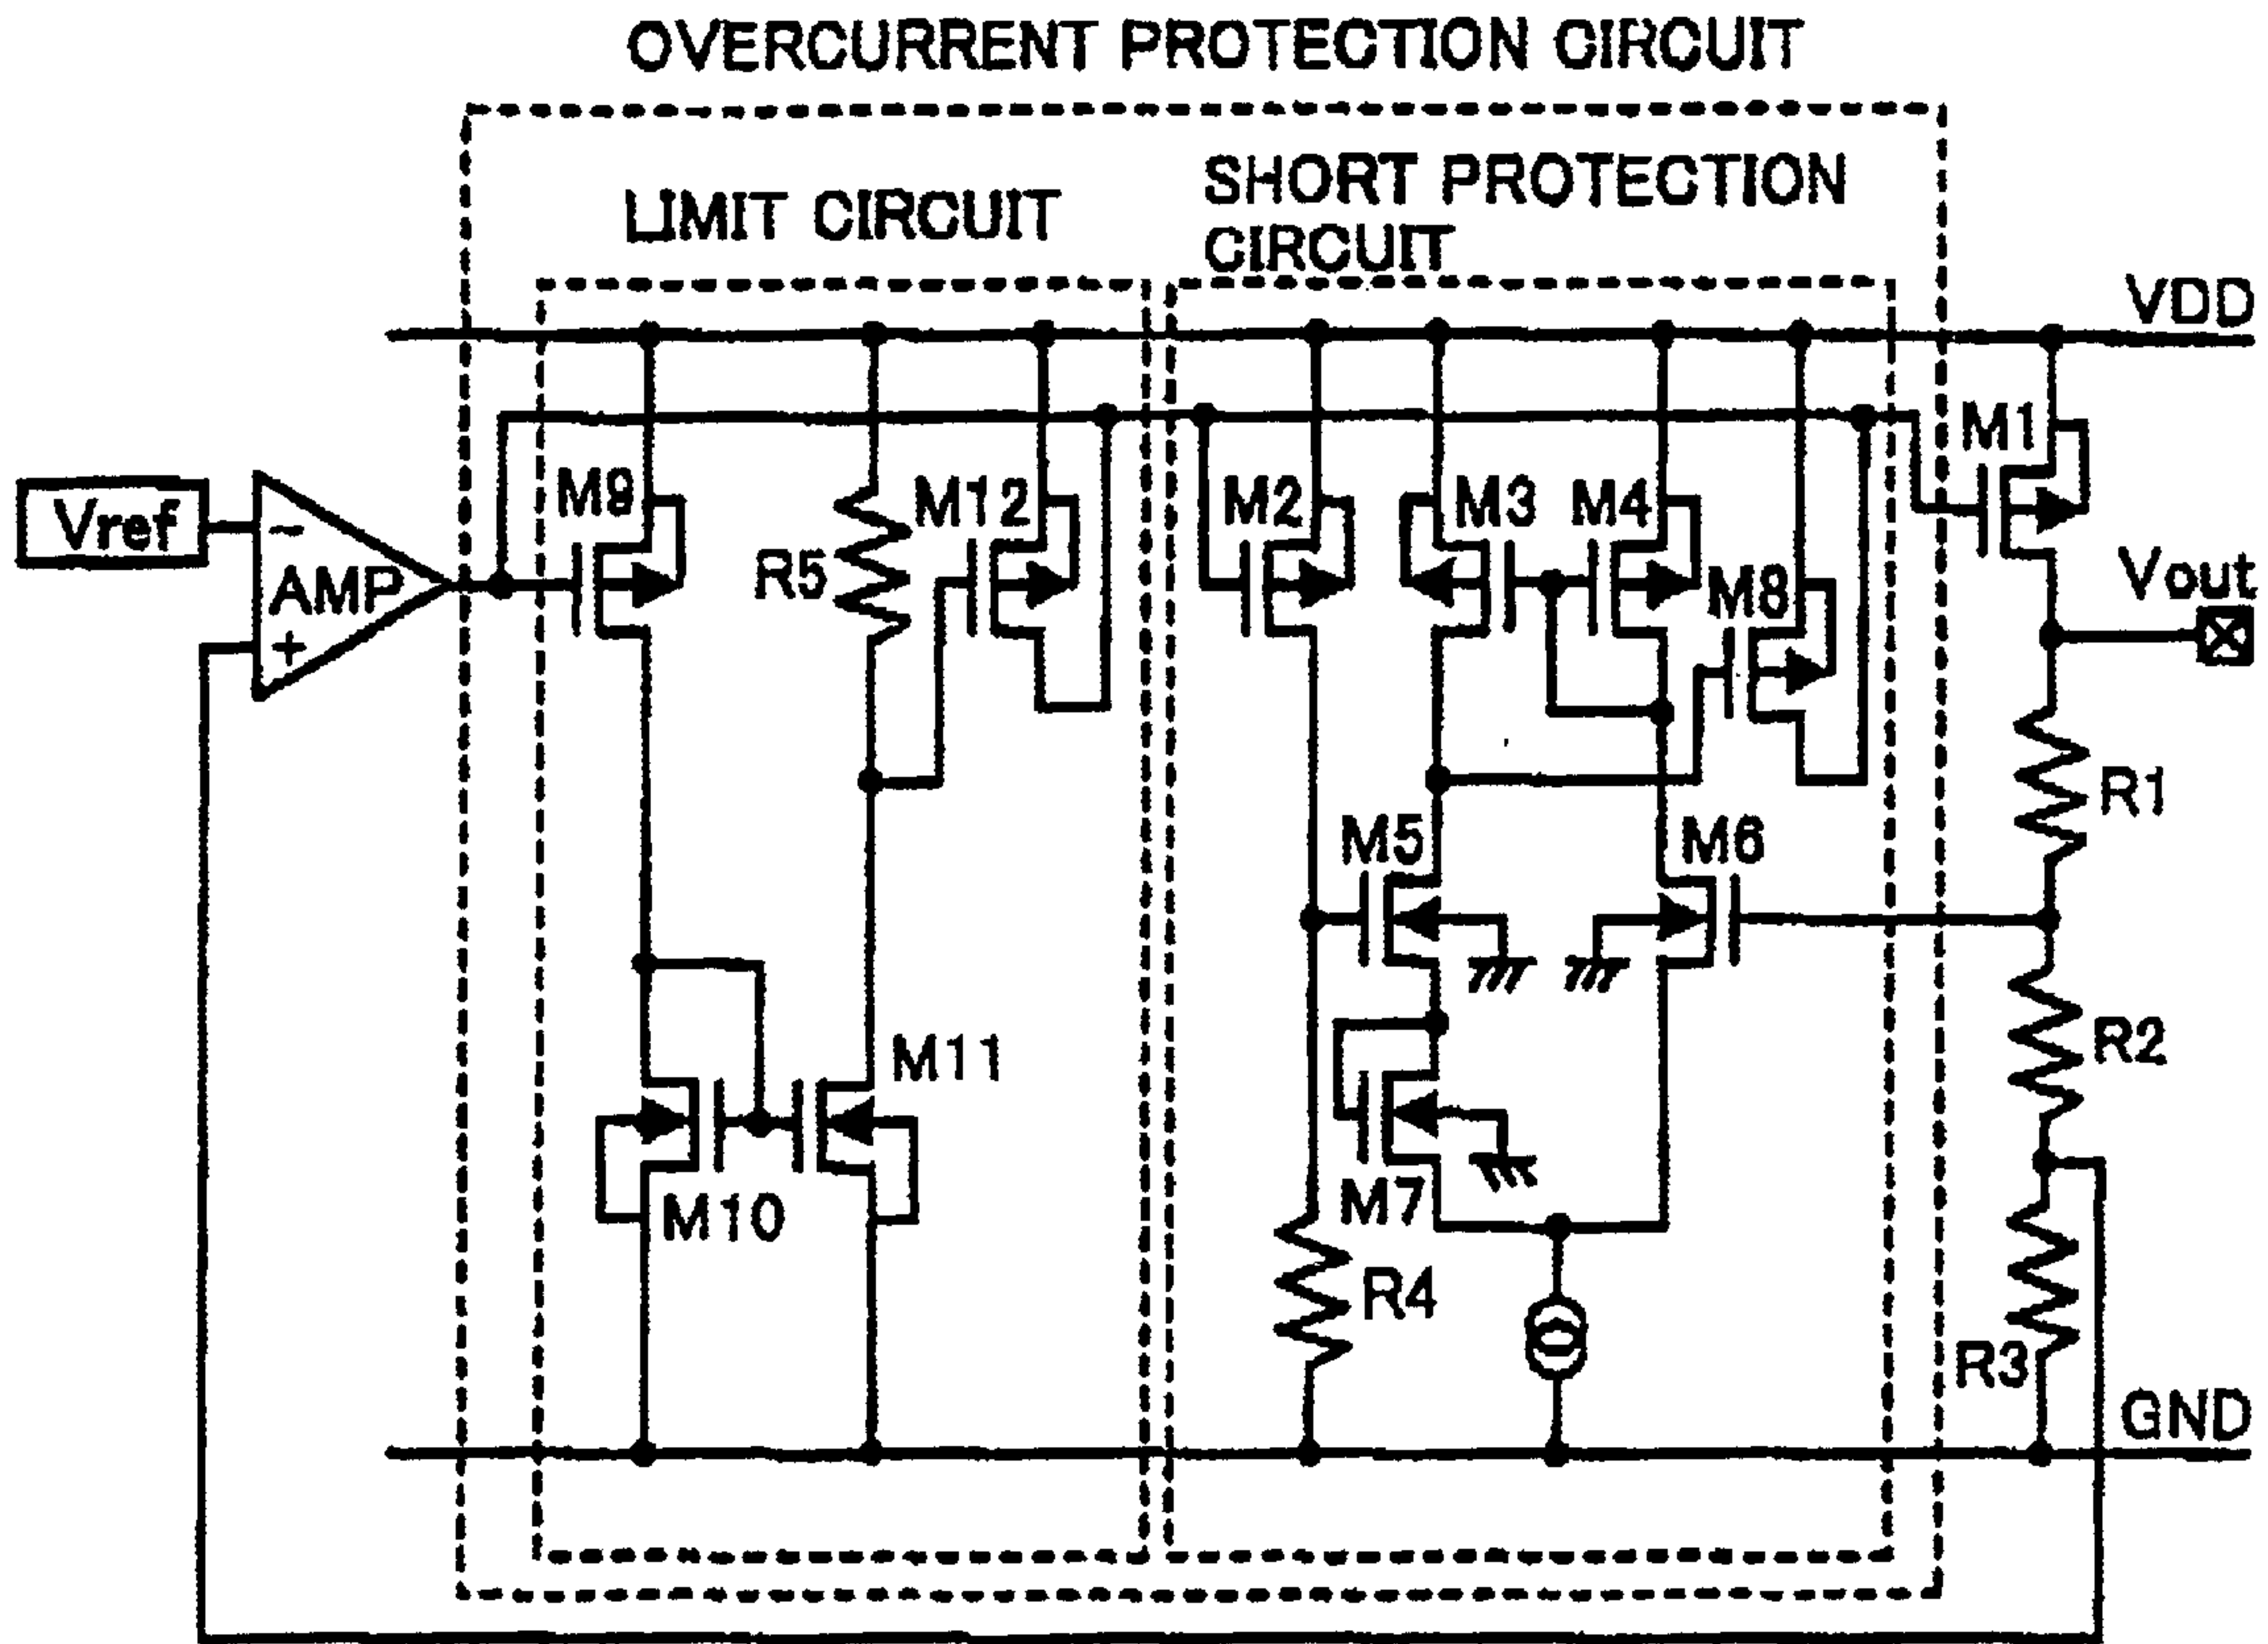 OVERCURRENT PROTECTION CIRCUIT
LIMIT CIRCUIT
SHORT PROTECTION
CIRCUIT
VDD
M1
M9
M12
M2
M3
M4
Vref
−
AMP
+
R5
M8
Vout
R1
M5
M6
M11
R2
M10
M7
R4
R3
GND